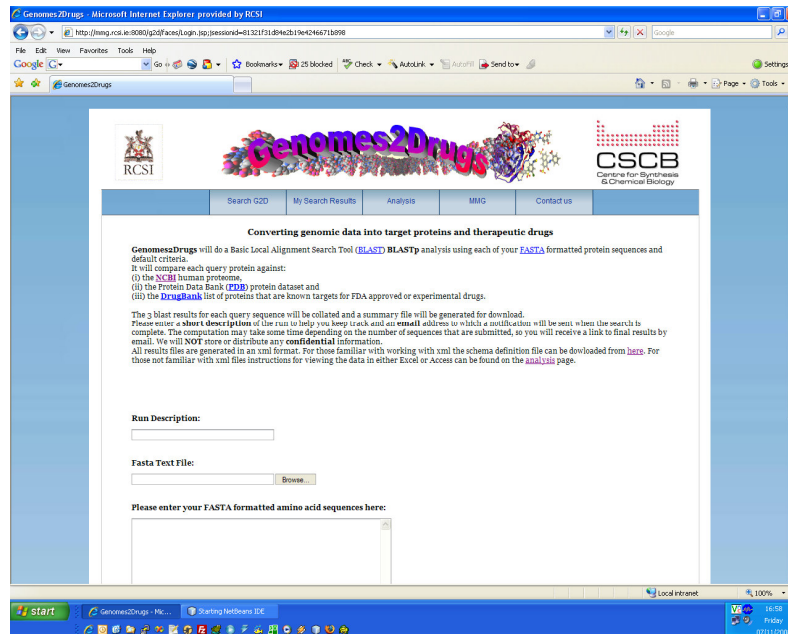 Genomes2Drugs - Microsoft Internet Explorer provided by RCSI
http://mmg.rcsi.ie:8080/g2d/faces/Login.jsp;jsessionid=81321f31d84e2b19e4246671b898
Google
File Edit View Favorites Tools Help
Google G Go Bookmarks 25 blocked Check AutoLink AutoFill Send to Settings
Genomes2Drugs Page Tools
RCSI
Genomes2Drugs
CSCB
Centre for Synthesis
& Chemical Biology
Search G2D My Search Results Analysis MMG Contact us
Converting genomic data into target proteins and therapeutic drugs
Genomes2Drugs will do a Basic Local Alignment Search Tool (BLAST) BLASTp analysis using each of your FASTA formatted protein sequences and
default criteria.
It will compare each query protein against:
(i) the NCBI human
proteome,
(ii) the Protein Data Bank (PDB) protein dataset and
(iii) the DrugBank list of proteins that are known targets for FDA approved or experimental drugs.
The 3 blast results for each query sequence will be collated and a summary file will be generated for download.
Please enter a short description of the run to help you keep track and an email address to which a notification will be sent when the search is
complete. The computation may take some time depending on the number of sequences that are submitted, so you will receive a link to final results by
email. We will NOT store or distribute any confidential information.
All results files are generated in an xml format. For those familiar with working with xml the schema definition file can be dowloaded from here. For
those not familiar with xml files instructions for viewing the data in either Excel or Access can be found on the analysis page.
Run Description:
Fasta Text File:
Browse...
Please enter your FASTA formatted amino acid sequences here:
Local intranet 100%
start Genomes2Drugs - Mic... Starting NetBeans IDE 16:58
Friday